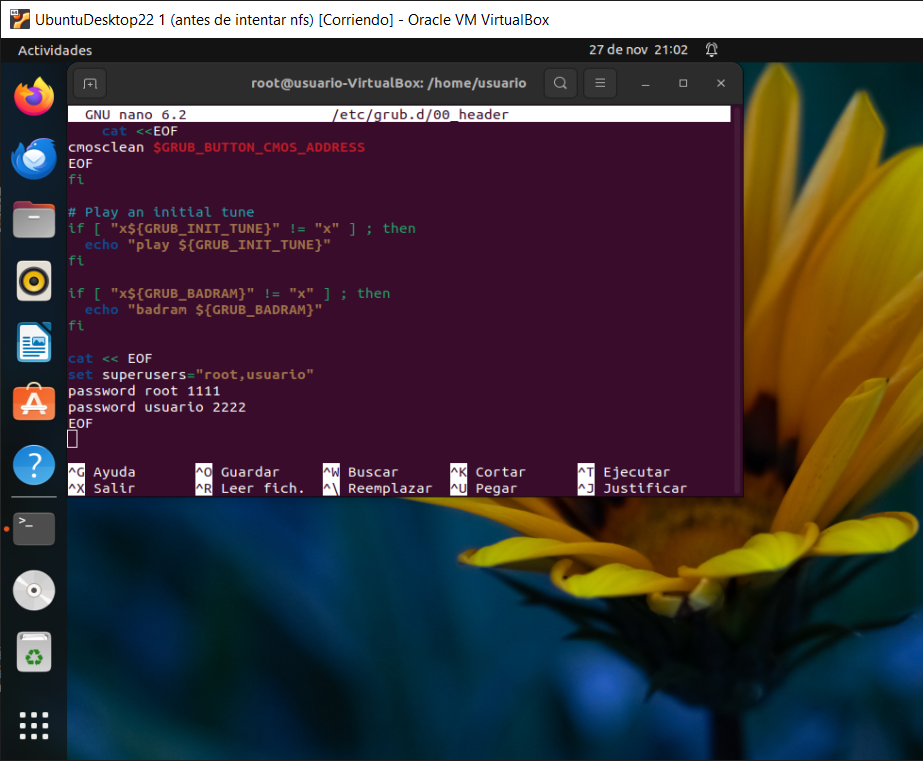 UbuntuDesktop22 1 (antes de intentar nfs) [Corriendo] - Oracle VM VirtualBox
Actividades
27 de nov 21:02
root@usuario-VirtualBox: /home/usuario
GNU nano 6.2 /etc/grub.d/00_header
cat <<EOF
cmosclean $GRUB_BUTTON_CMOS_ADDRESS
EOF
fi
# Play an initial tune
if [ "x${GRUB_INIT_TUNE}" != "x" ] ; then
echo "play ${GRUB_INIT_TUNE}"
fi
if [ "x${GRUB_BADRAM}" != "x" ] ; then
echo "badram ${GRUB_BADRAM}"
fi
cat << EOF
set superusers="root,usuario"
password root 1111
password usuario 2222
EOF
^G Ayuda ^O Guardar ^W Buscar ^K Cortar ^T Ejecutar
^X Salir ^R Leer fich. ^\ Reemplazar ^U Pegar ^J Justificar